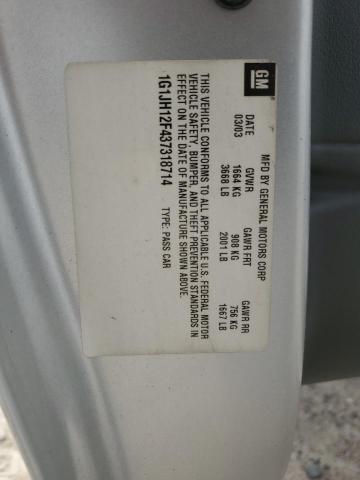 GM
MFD BY GENERAL MOTORS CORP
DATE GVWR GAWR FRT GAWR RR
03/03 1664 KG 908 KG 756 KG
3668 LB 2001 LB 1667 LB
THIS VEHICLE CONFORMS TO ALL APPLICABLE U.S. FEDERAL MOTOR
VEHICLE SAFETY, BUMPER, AND THEFT PREVENTION STANDARDS IN
EFFECT ON THE DATE OF MANUFACTURE SHOWN ABOVE.
1G1JH12F437318714 TYPE: PASS CAR